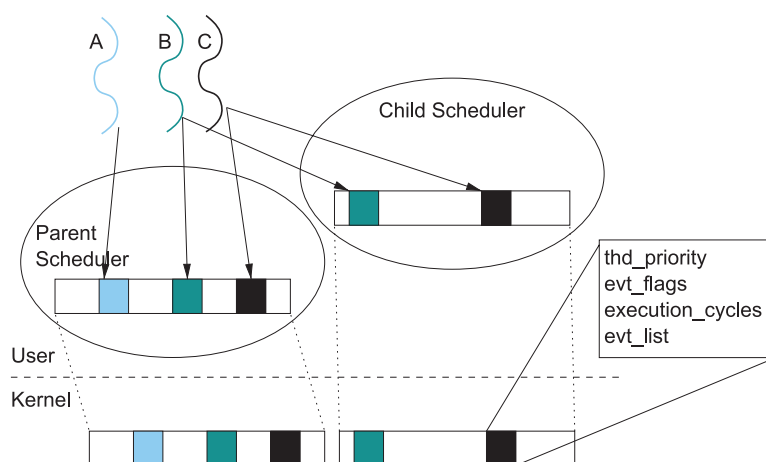 A B C
Child Scheduler
Parent
Scheduler
thd_priority
evt_flags
execution_cycles
evt_list
User
Kernel